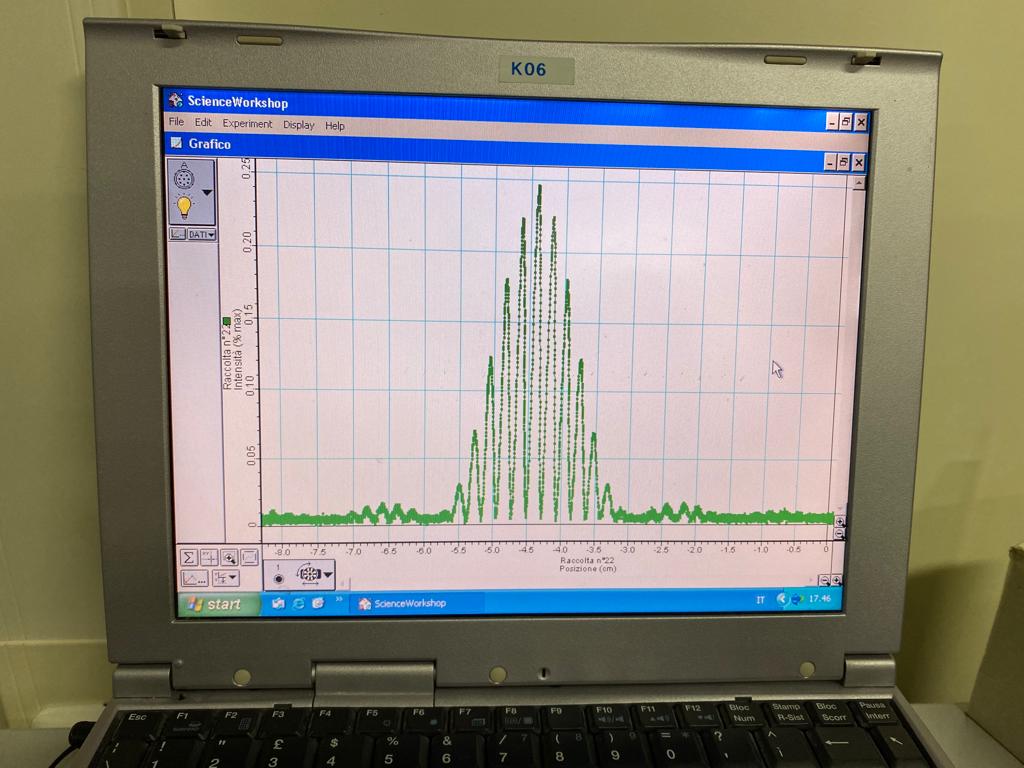 K06
ScienceWorkshop
File Edit Experiment Display Help
Grafico
DATI
Raccolta n°22
Intensità (% max)
0.25
0.20
0.15
0.10
0.05
0
-8.0 -7.5 -7.0 -6.5 -6.0 -5.5 -5.0 -4.5 -4.0 -3.5 -3.0 -2.5 -2.0 -1.5 -1.0 -0.5 0
Raccolta n°22
Posizione (cm)
Σ
1
start
ScienceWorkshop
IT
17.46
Esc F1 F2 F3 F4 F5 F6 F7 F8 F9 F10 F11 F12 Bloc Num Stamp R-Sist Bloc Scorr Pausa Interr
! " £ $ % & / ( ) = ? ^
1 2 3 4 5 6 7 8 9 0 ' ì